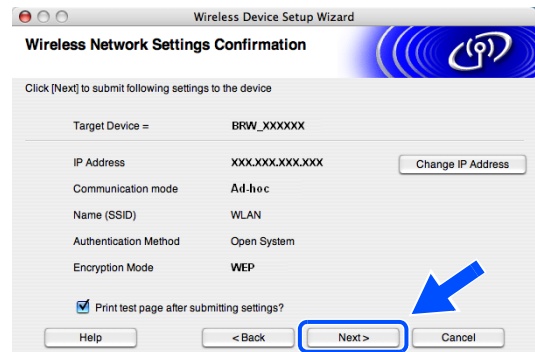 Wireless Device Setup Wizard
Wireless Network Settings Confirmation
Click [Next] to submit following settings to the device
Target Device = BRW_XXXXXX
IP Address XXX.XXX.XXX.XXX Change IP Address
Communication mode Ad-hoc
Name (SSID) WLAN
Authentication Method Open System
Encryption Mode WEP
Print test page after submitting settings?
Help < Back Next > Cancel